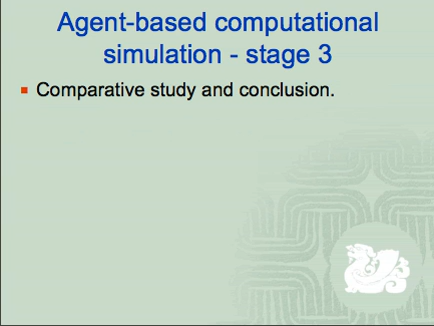 Agent-based computational
simulation - stage 3
Comparative study and conclusion.